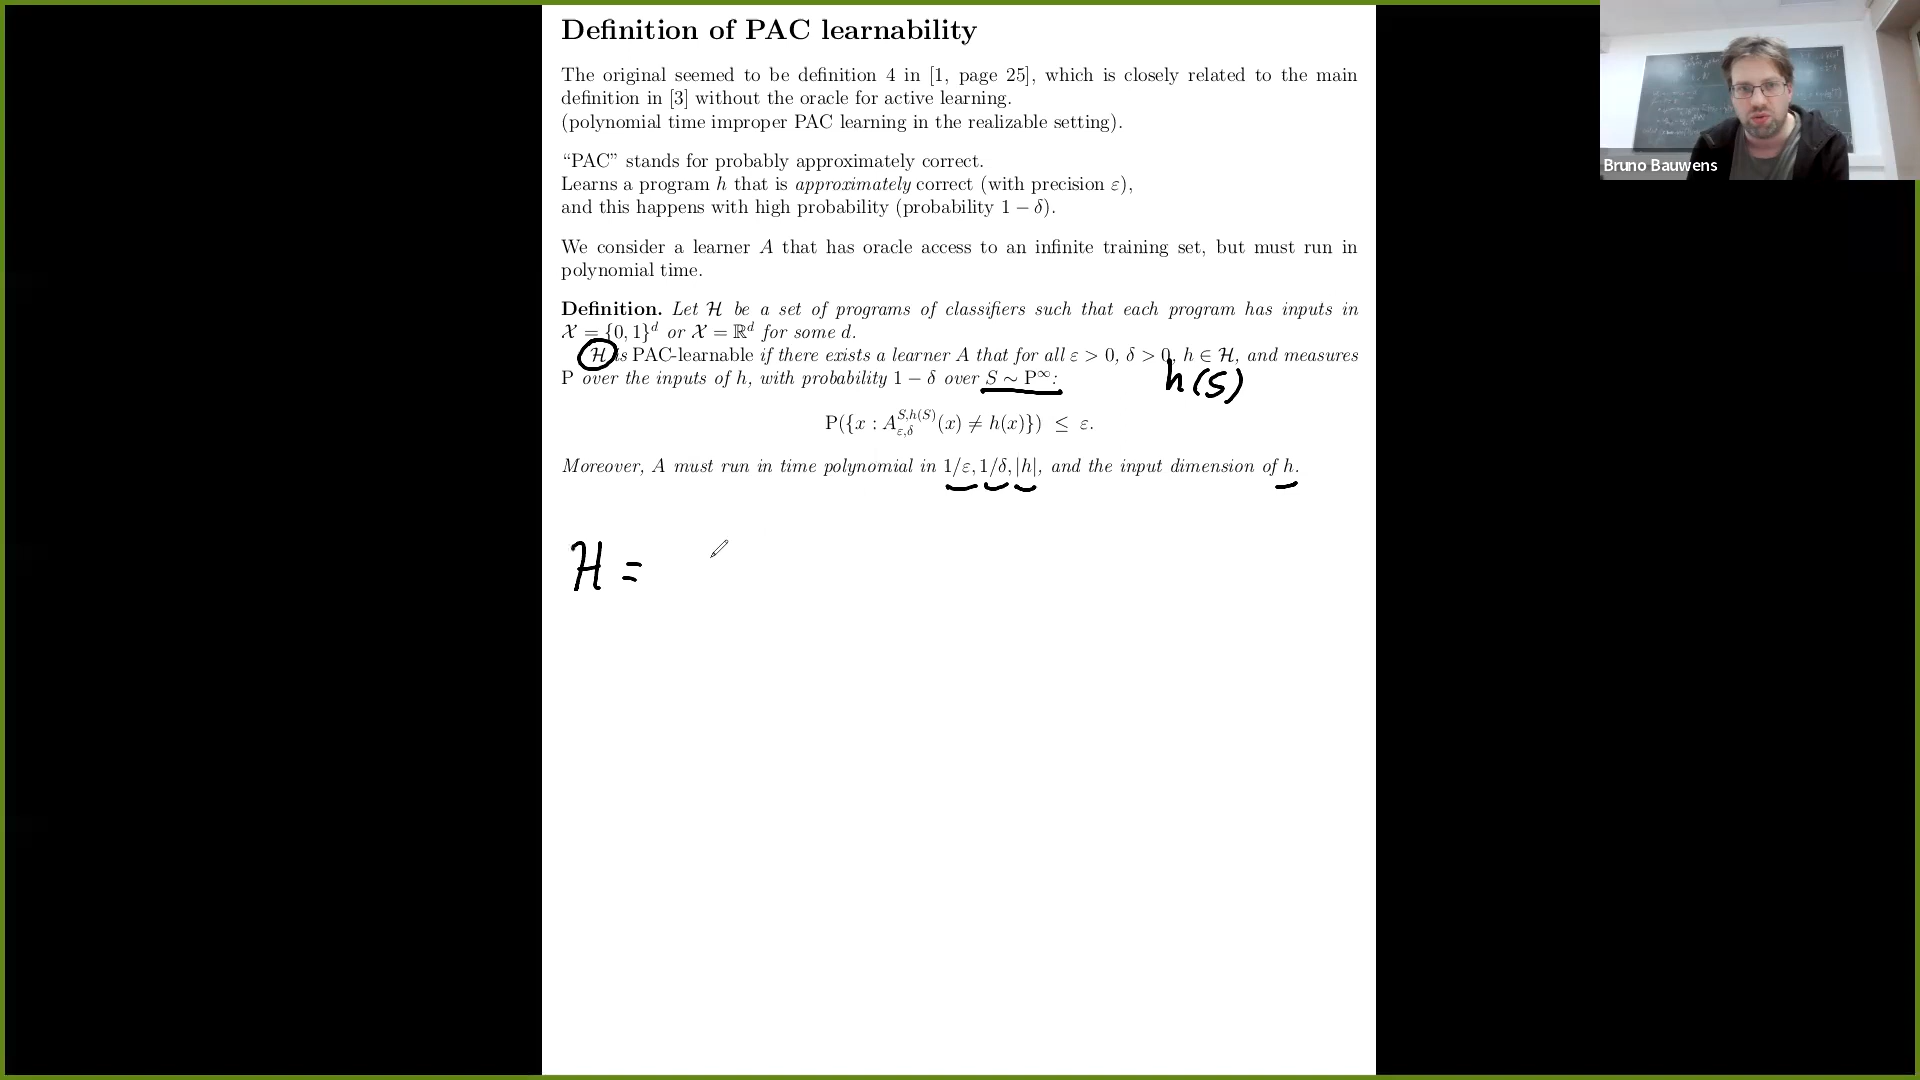 Definition of PAC learnability
The original seemed to be definition 4 in [1, page 25], which is closely related to the main
definition in [3] without the oracle for active learning.
(polynomial time improper PAC learning in the realizable setting).
“PAC” stands for probably approximately correct.
Learns a program h that is approximately correct (with precision ε),
and this happens with high probability (probability 1 − δ).
We consider a learner A that has oracle access to an infinite training set, but must run in
polynomial time.
Definition. Let ℋ be a set of programs of classifiers such that each program has inputs in
𝒳 = {0, 1}^d or 𝒳 = ℝ^d for some d.
ℋ is PAC-learnable if there exists a learner A that for all ε > 0, δ > 0, h ∈ ℋ, and measures
P over the inputs of h, with probability 1 − δ over S ∼ P^∞:
h(S)
P({x : A_{ε,δ}^{S,h(S)}(x) ≠ h(x)}) ≤ ε.
Moreover, A must run in time polynomial in 1/ε, 1/δ, |h|, and the input dimension of h.
ℋ =
Bruno Bauwens